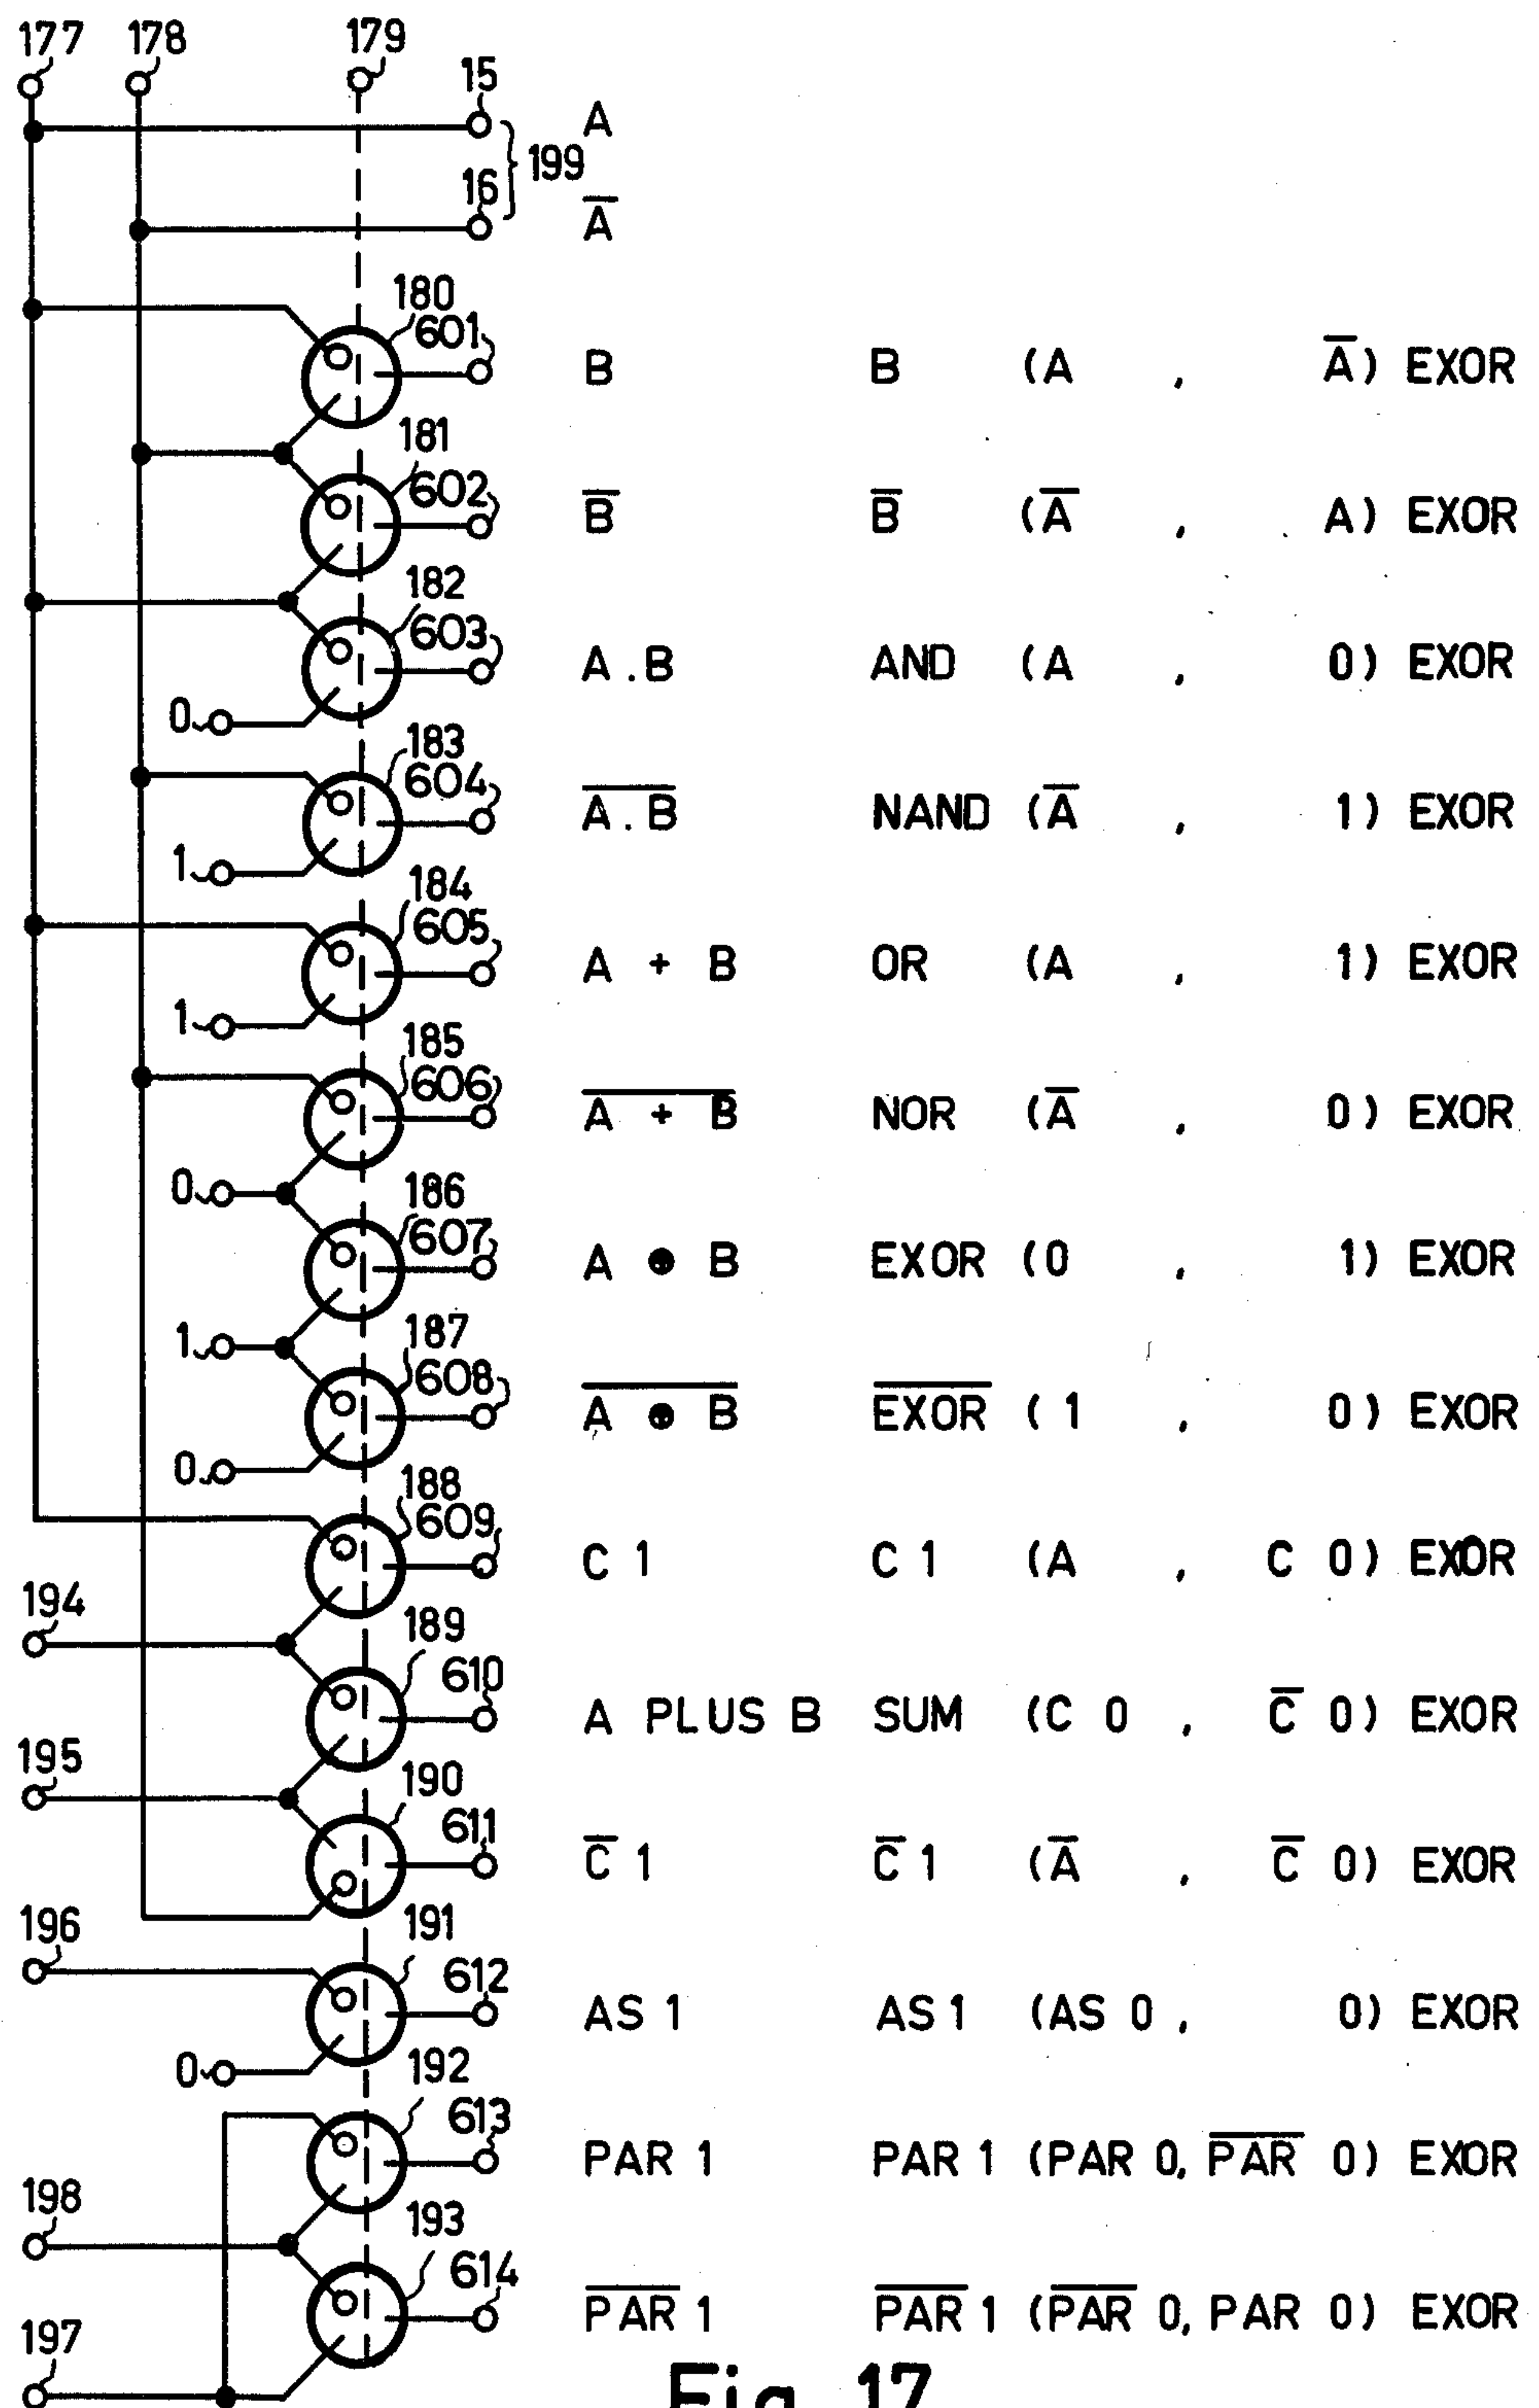 177 178 179
15 A
199
16 A̅
180
601 B B (A , A̅) EXOR
181
602 B̅ B̅ (A̅ , A) EXOR
182
603 A.B AND (A , 0) EXOR
0
183
604 A̅.̅B̅ NAND (A̅ , 1) EXOR
1
184
605 A + B OR (A , 1) EXOR
1
185
606 A̅ ̅+̅ ̅B̅ NOR (A̅ , 0) EXOR
0
186
607 A ● B EXOR (0 , 1) EXOR
1
187
608 A̅ ̅●̅ ̅B̅ E̅X̅O̅R̅ (1 , 0) EXOR
0
188
609 C 1 C 1 (A , C 0) EXOR
194
189
610 A PLUS B SUM (C 0 , C̅ 0) EXOR
195
190
611 C̅ 1 C̅ 1 (A̅ , C̅ 0) EXOR
196
191
612 AS 1 AS 1 (AS 0 , 0) EXOR
0
192
613 PAR 1 PAR 1 (PAR 0, P̅A̅R̅ 0) EXOR
198
193
614 P̅A̅R̅ 1 P̅A̅R̅ 1 (P̅A̅R̅ 0, PAR 0) EXOR
197
Fig. 17